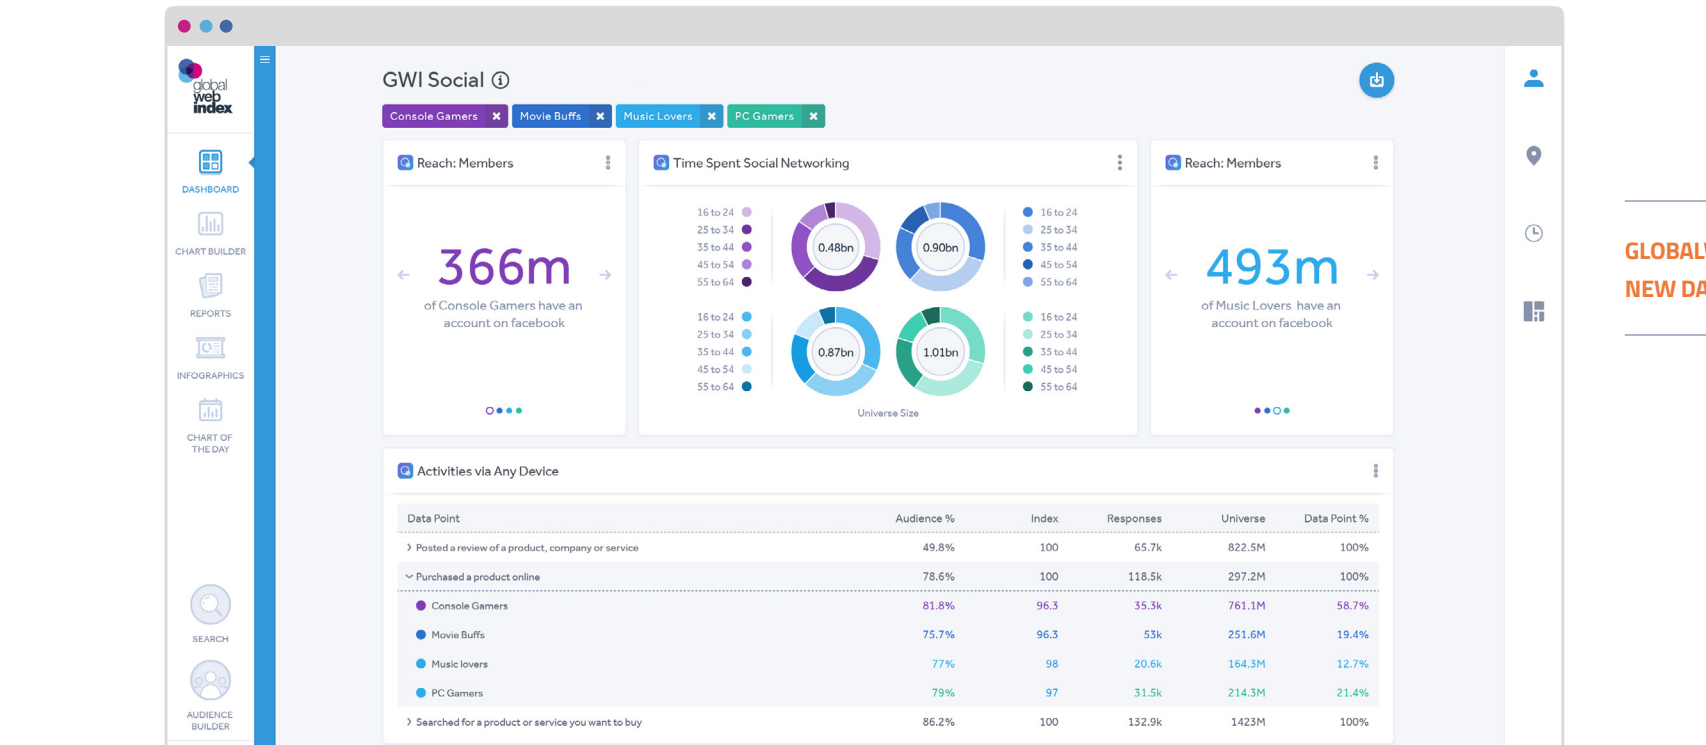 global
web
index
DASHBOARD
CHART BUILDER
REPORTS
INFOGRAPHICS
CHART OF
THE DAY
SEARCH
AUDIENCE
BUILDER
GWI Social
Console Gamers
Movie Buffs
Music Lovers
PC Gamers
Reach: Members
366m
of Console Gamers have an
account on facebook
Time Spent Social Networking
16 to 24
25 to 34
35 to 44
45 to 54
55 to 64
0.48bn
0.90bn
16 to 24
25 to 34
35 to 44
45 to 54
55 to 64
16 to 24
25 to 34
35 to 44
45 to 54
55 to 64
0.87bn
1.01bn
16 to 24
25 to 34
35 to 44
45 to 54
55 to 64
Universe Size
Reach: Members
493m
of Music Lovers have an
account on facebook
Activities via Any Device
Data Point Audience % Index Responses Universe Data Point %
Posted a review of a product, company or service 49.8% 100 65.7k 822.5M 100%
Purchased a product online 78.6% 100 118.5k 297.2M 100%
Console Gamers 81.8% 96.3 35.3k 761.1M 58.7%
Movie Buffs 75.7% 96.3 53k 251.6M 19.4%
Music lovers 77% 98 20.6k 164.3M 12.7%
PC Gamers 79% 97 31.5k 214.3M 21.4%
Searched for a product or service you want to buy 86.2% 100 132.9k 1423M 100%
GLOBAL
NEW DA